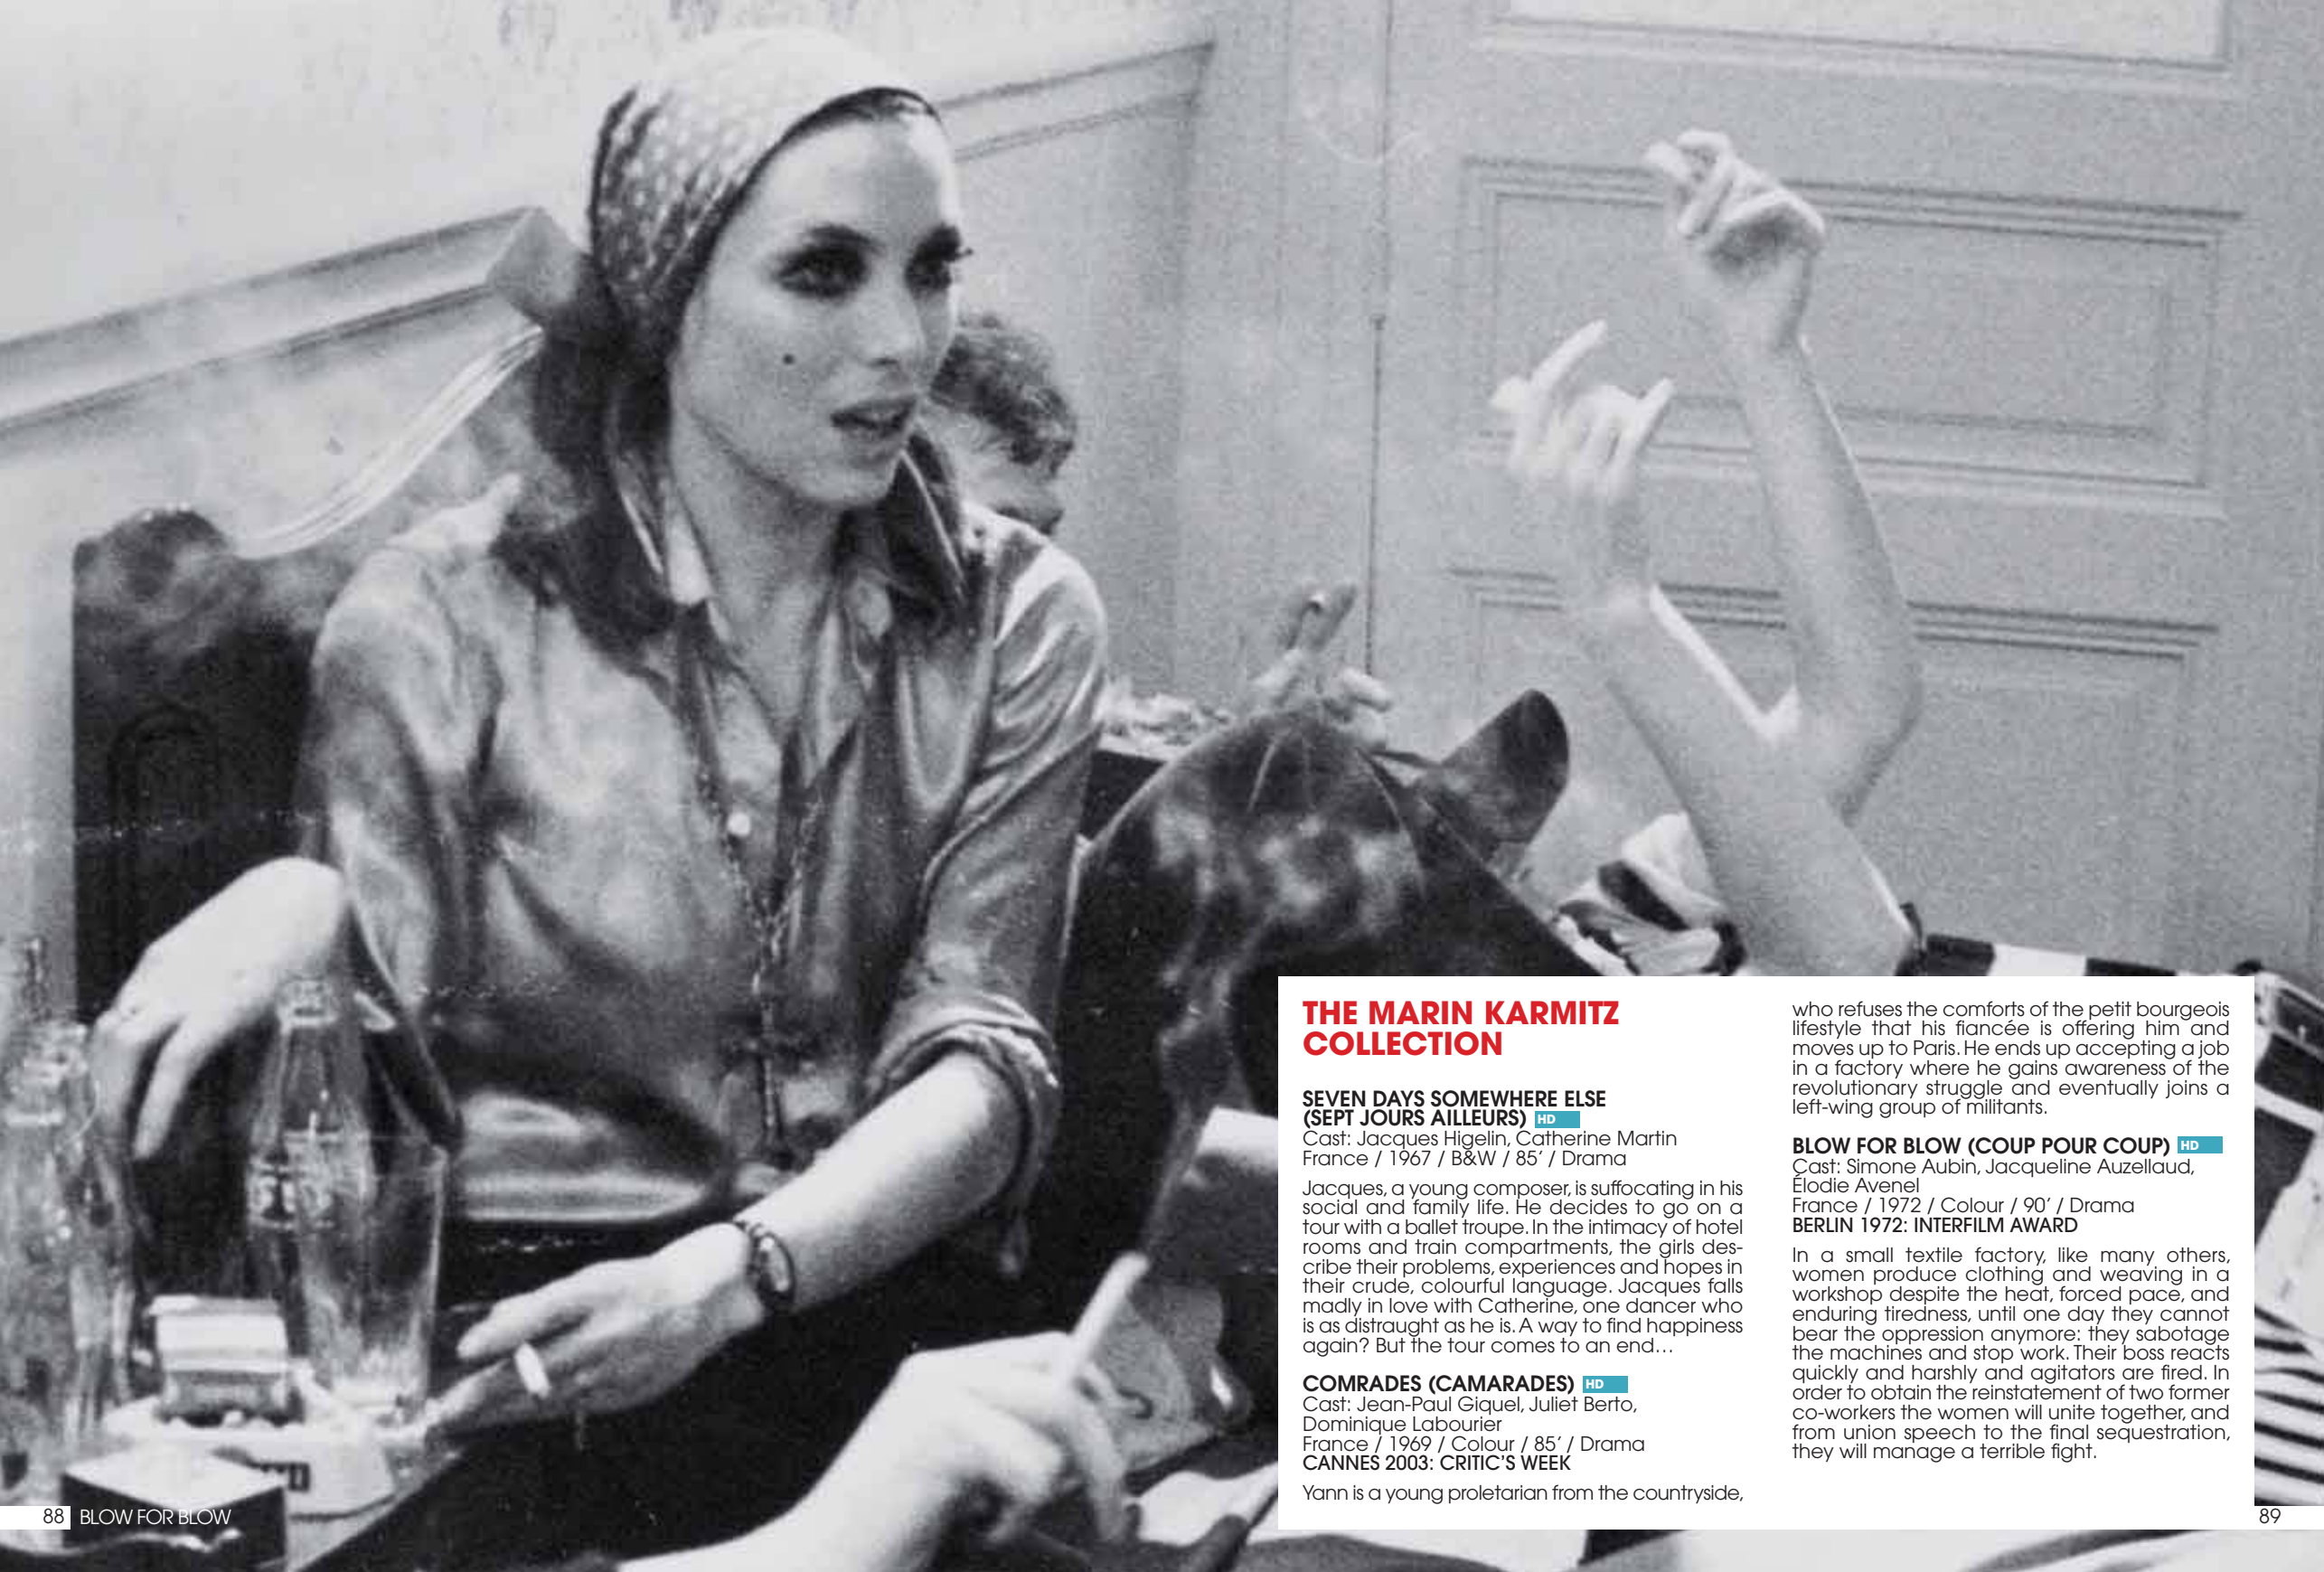 THE MARIN KARMITZ
COLLECTION
SEVEN DAYS SOMEWHERE ELSE
(SEPT JOURS AILLEURS) HD
Cast: Jacques Higelin, Catherine Martin
France / 1967 / B&W / 85’ / Drama
Jacques, a young composer, is suffocating in his
social and family life. He decides to go on a
tour with a ballet troupe. In the intimacy of hotel
rooms and train compartments, the girls des-
cribe their problems, experiences and hopes in
their crude, colourful language. Jacques falls
madly in love with Catherine, one dancer who
is as distraught as he is. A way to find happiness
again? But the tour comes to an end…
COMRADES (CAMARADES) HD
Cast: Jean-Paul Giquel, Juliet Berto,
Dominique Labourier
France / 1969 / Colour / 85’ / Drama
CANNES 2003: CRITIC’S WEEK
Yann is a young proletarian from the countryside,
who refuses the comforts of the petit bourgeois
lifestyle that his fiancée is offering him and
moves up to Paris. He ends up accepting a job
in a factory where he gains awareness of the
revolutionary struggle and eventually joins a
left-wing group of militants.
BLOW FOR BLOW (COUP POUR COUP) HD
Cast: Simone Aubin, Jacqueline Auzellaud,
Élodie Avenel
France / 1972 / Colour / 90’ / Drama
BERLIN 1972: INTERFILM AWARD
In a small textile factory, like many others,
women produce clothing and weaving in a
workshop despite the heat, forced pace, and
enduring tiredness, until one day they cannot
bear the oppression anymore: they sabotage
the machines and stop work. Their boss reacts
quickly and harshly and agitators are fired. In
order to obtain the reinstatement of two former
co-workers the women will unite together, and
from union speech to the final sequestration,
they will manage a terrible fight.
88 BLOW FOR BLOW
89